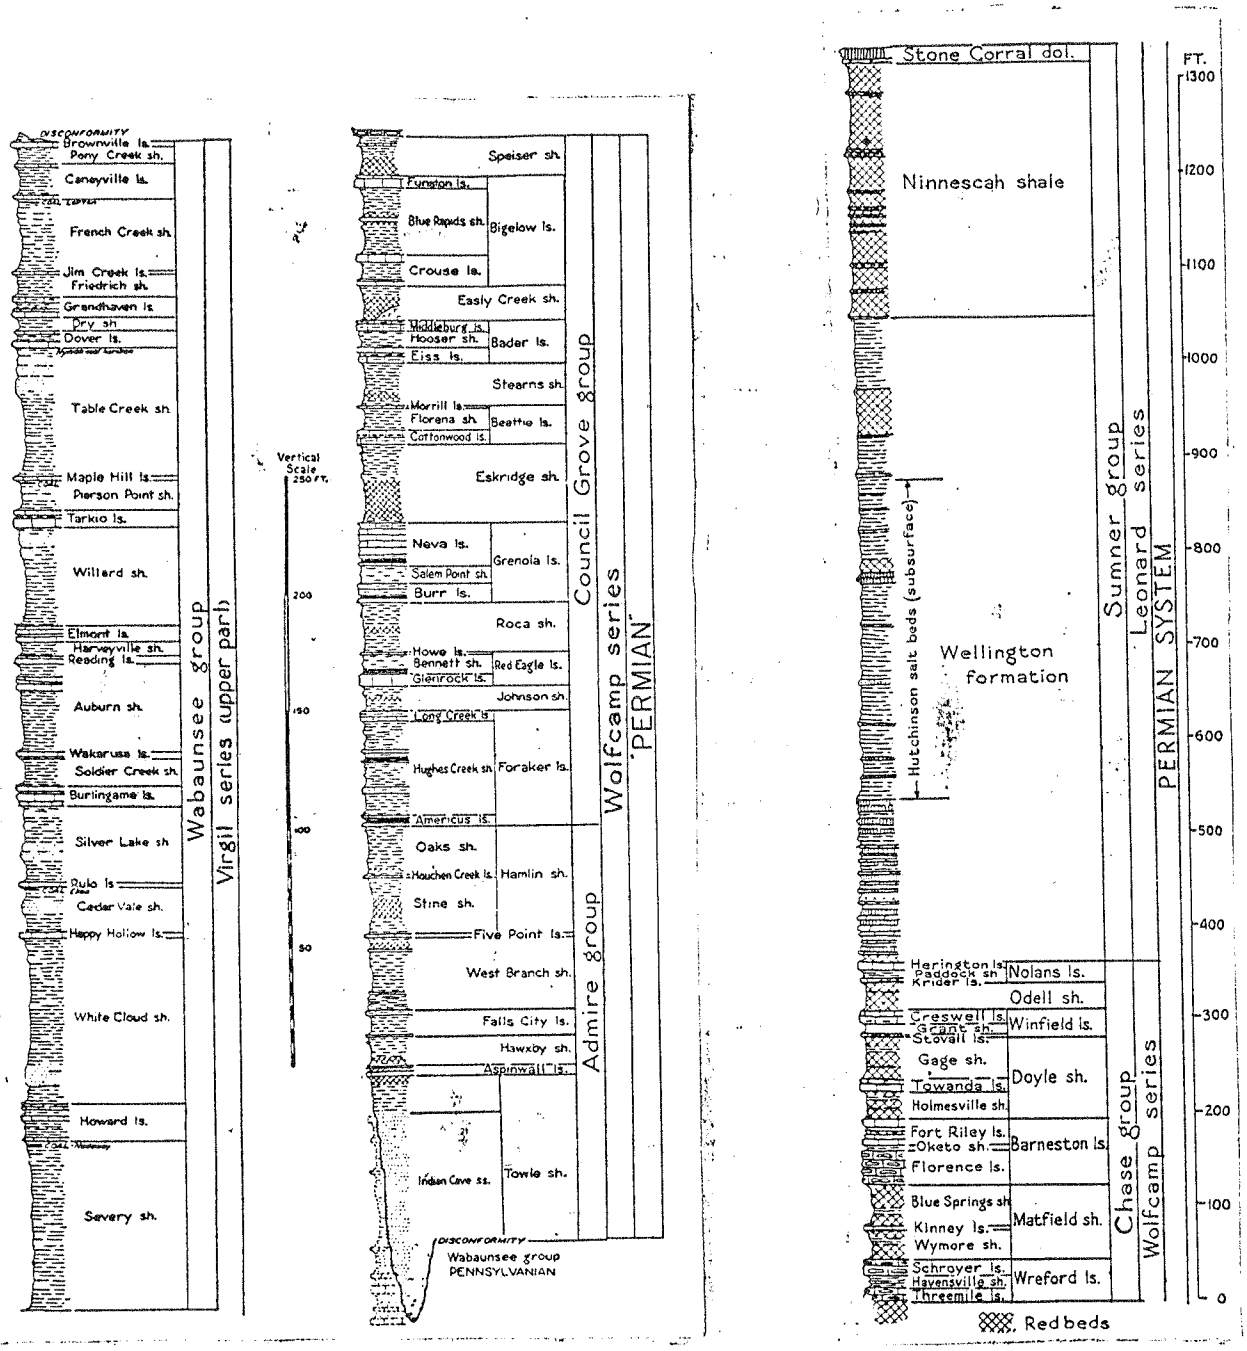 DISCONFORMITY
Brownville ls.
Pony Creek sh.
Caneyville ls.
French Creek sh.
Jim Creek ls.
Friedrich sh.
Grandhaven ls
Dry sh
Dover ls.
Table Creek sh.
Maple Hill ls.
COAL
Pierson Point sh.
Tarkio ls.
Willard sh.
Elmont ls.
Harveyville sh.
Reading ls.
Auburn sh.
Wakarusa ls.
Soldier Creek sh.
Burlingame ls.
Silver Lake sh
Rulo ls
Cedar Vale sh.
Happy Hollow ls.
White Cloud sh.
Howard ls.
Severy sh.
Wabaunsee group
Virgil series (upper part)
Vertical
Scale
250 FT.
200
150
100
50
Speiser sh.
Funston ls.
Blue Rapids sh.
Bigelow ls.
Crouse ls.
Easly Creek sh.
Middleburg ls.
Hooser sh.
Bader ls.
Eiss ls.
Stearns sh.
Morrill ls.
Florena sh.
Beattie ls.
Cottonwood ls.
Eskridge sh.
Neva ls.
Grenola ls.
Salem Point sh.
Burr ls.
Roca sh.
Howe ls.
Bennett sh.
Red Eagle ls.
Glenrock ls.
Johnson sh.
Long Creek ls
Hughes Creek sh
Foraker ls.
Americus ls.
Oaks sh.
Houchen Creek ls.
Hamlin sh.
Stine sh.
Five Point ls.
West Branch sh.
Falls City ls.
Hawxby sh.
Aspinwall ls.
Indian Cave ss.
Towle sh.
DISCONFORMITY
Wabaunsee group
PENNSYLVANIAN
Council Grove group
Admire group
Wolfcamp series
"PERMIAN"
Stone Corral dol.
Ninnescah shale
Hutchinson salt beds (subsurface)
Wellington
formation
Herington ls.
Paddock sh
Nolans ls.
Krider ls.
Odell sh.
Creswell ls.
Grant sh.
Winfield ls.
Stovall ls.
Gage sh.
Doyle sh.
Towanda ls.
Holmesville sh.
Fort Riley ls.
Oketo sh.
Barneston ls.
Florence ls.
Blue Springs sh
Kinney ls.
Matfield sh.
Wymore sh.
Schroyer ls.
Havensville sh.
Wreford ls.
Threemile ls.
Red beds
Sumner group
Leonard series
Chase group
Wolfcamp series
PERMIAN SYSTEM
FT.
1300
1200
1100
1000
900
800
700
600
500
400
300
200
100
0